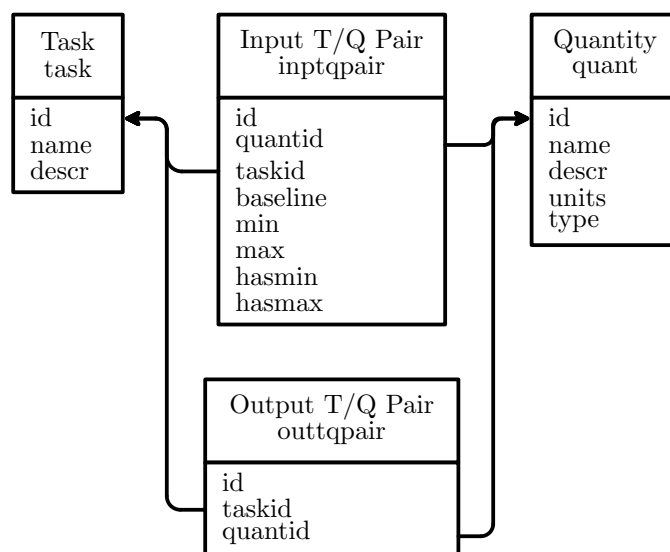 Task
task
id
name
descr
Input T/Q Pair
inptqpair
id
quantid
taskid
baseline
min
max
hasmin
hasmax
Quantity
quant
id
name
descr
units
type
Output T/Q Pair
outtqpair
id
taskid
quantid